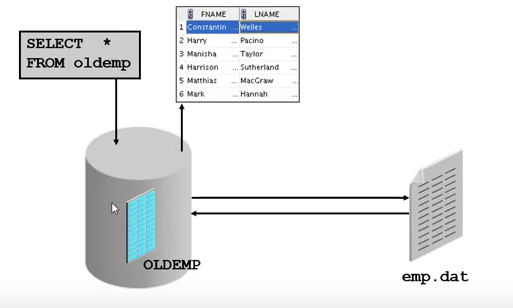 SELECT *
FROM oldemp
FNAME LNAME
1 Constantin ... Welles ...
2 Harry ... Pacino ...
3 Manisha ... Taylor ...
4 Harrison ... Sutherland ...
5 Matthias ... MacGraw ...
6 Mark ... Hannah ...
OLDEMP
emp.dat